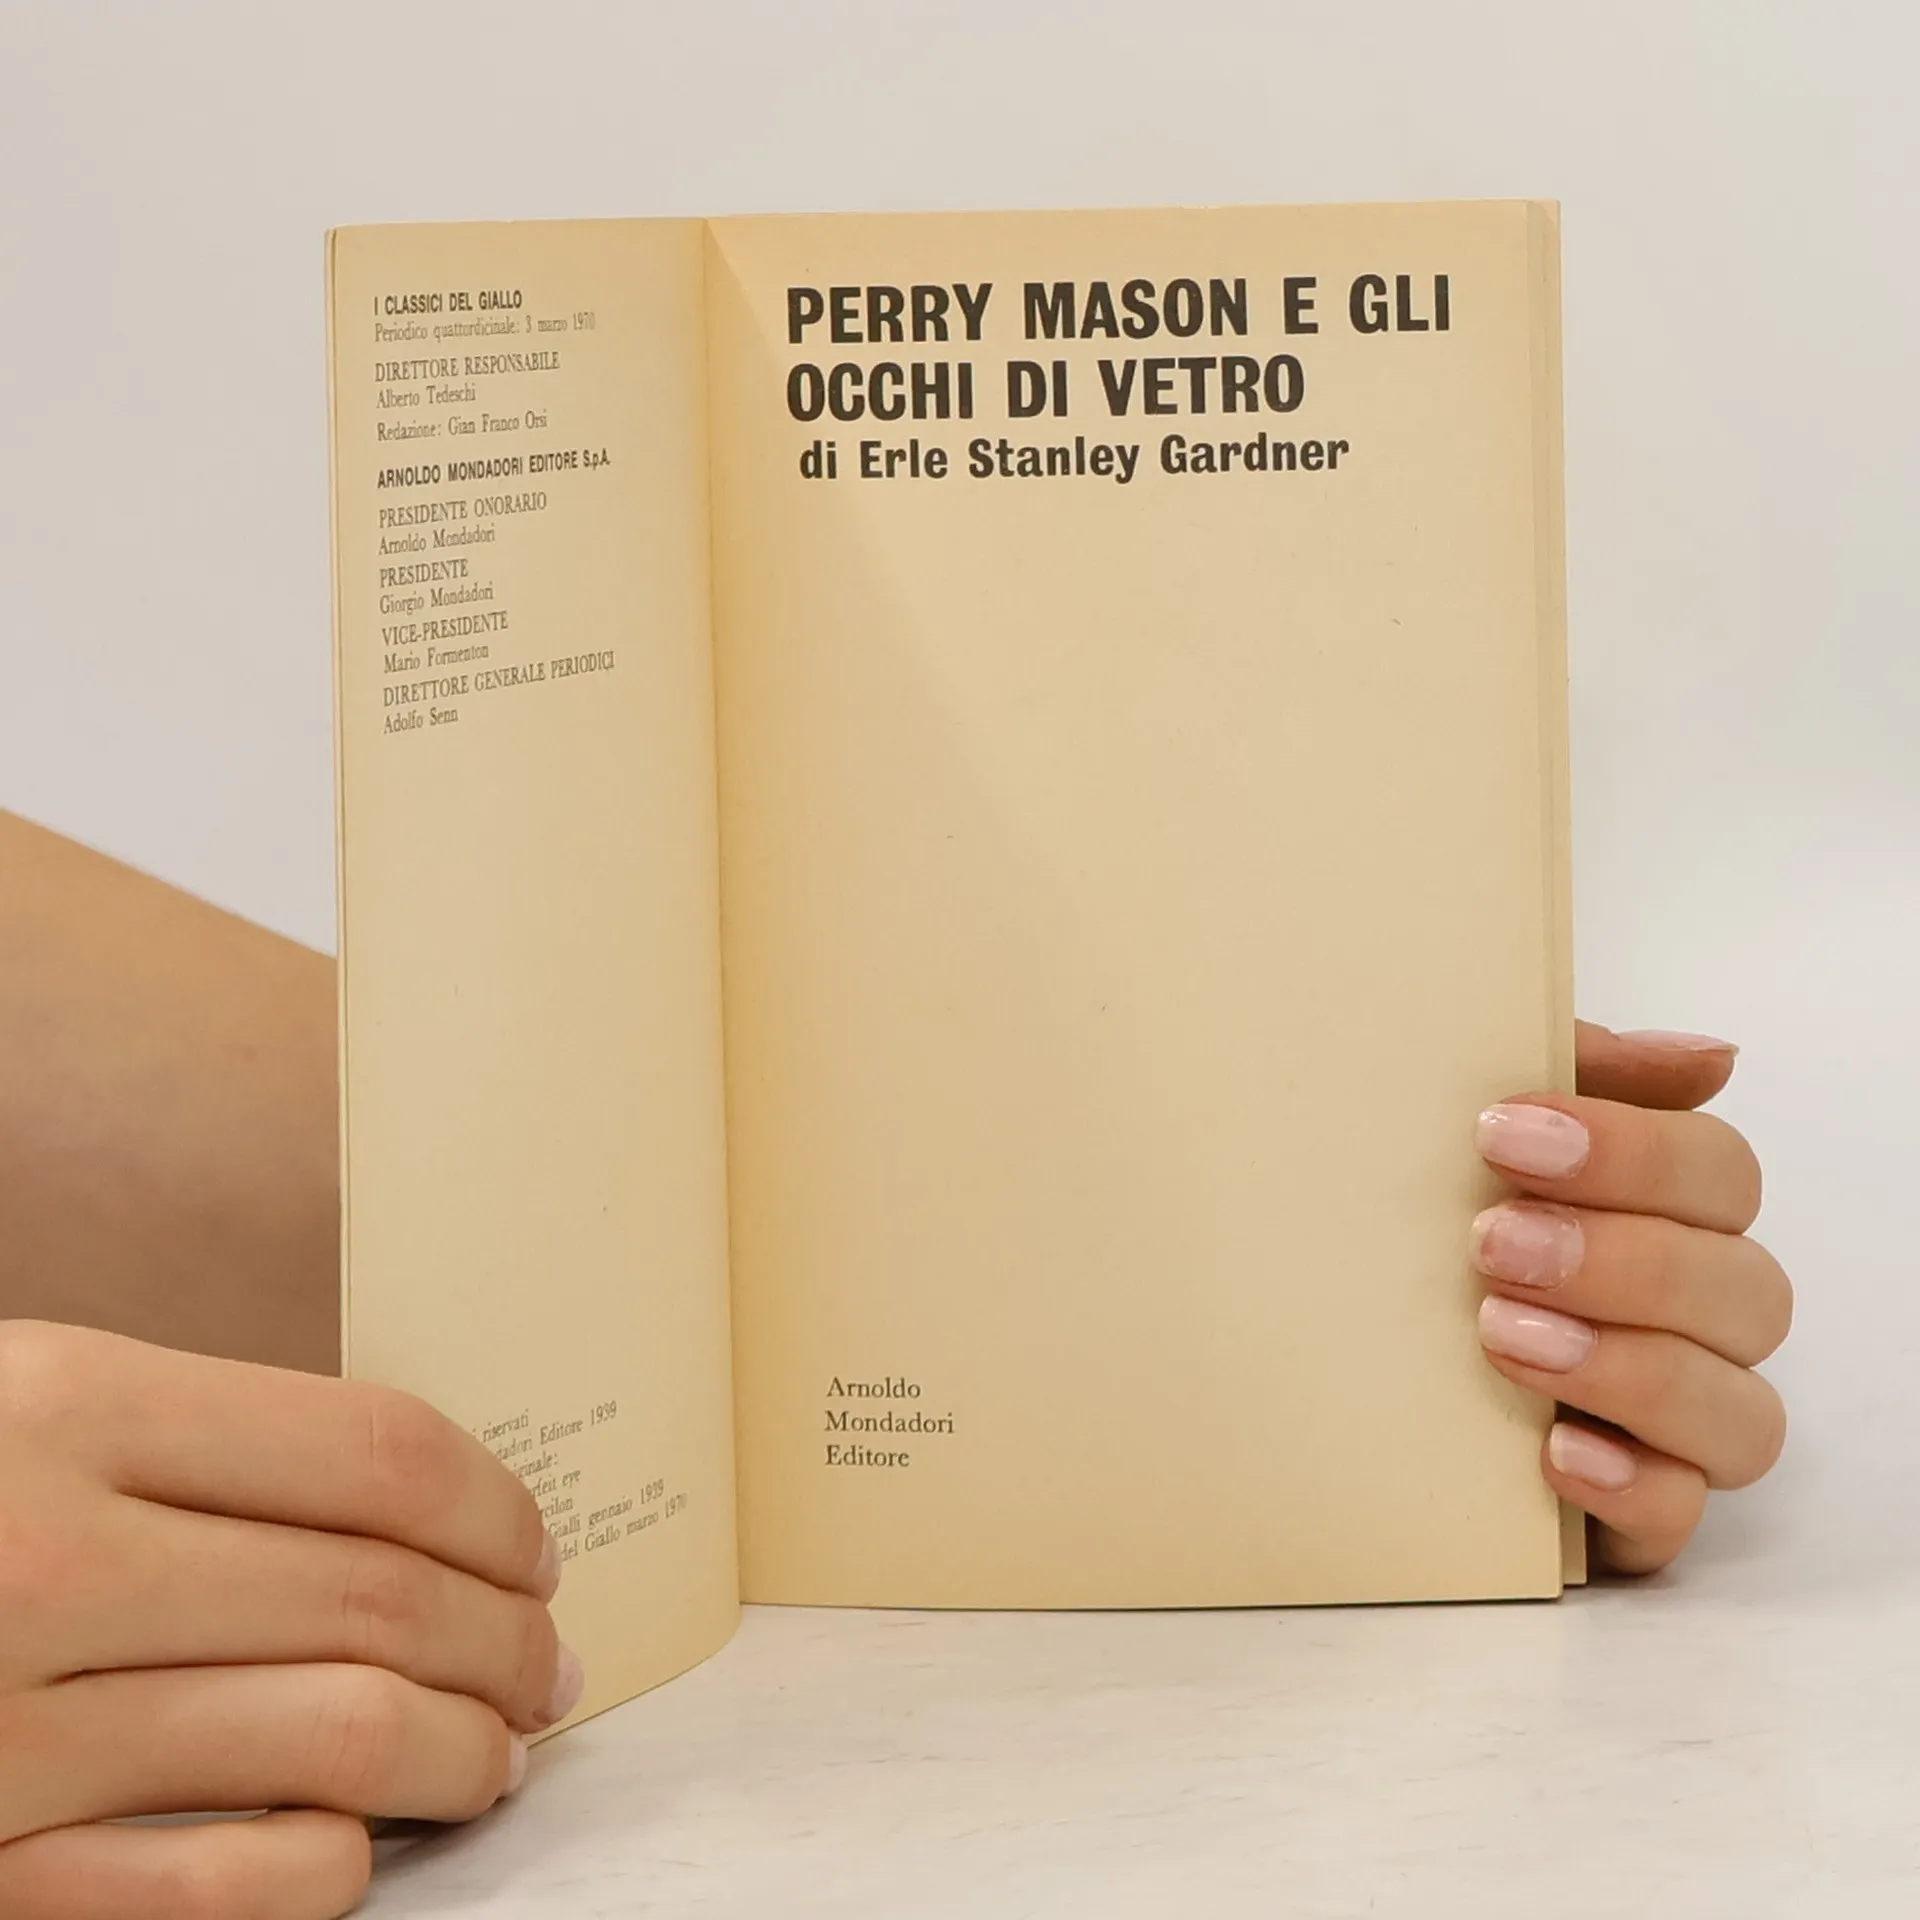 I CLASSICI DEL GIALLO
Periodico quattordicinale: 3 marzo 1970
DIRETTORE RESPONSABILE
Alberto Tedeschi
Redazione: Gian Franco Orsi
ARNOLDO MONDADORI EDITORE S.p.A.
PRESIDENTE ONORARIO
Arnoldo Mondadori
PRESIDENTE
Giorgio Mondadori
VICE-PRESIDENTE
Mario Formenton
DIRETTORE GENERALE PERIODICI
Adolfo Senn
riservati
Editore 1939
eye
Gialli gennaio 1939
del Giallo marzo 1970
PERRY MASON E GLI
OCCHI DI VETRO
di Erle Stanley Gardner
Arnoldo
Mondadori
Editore